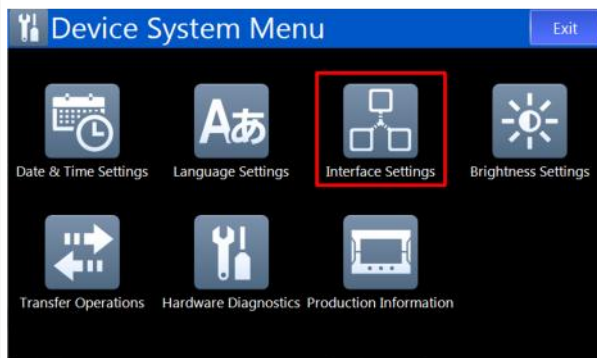 Device System Menu
Exit
Aあ
Date & Time Settings
Language Settings
Interface Settings
Brightness Settings
Transfer Operations
Hardware Diagnostics
Production Information